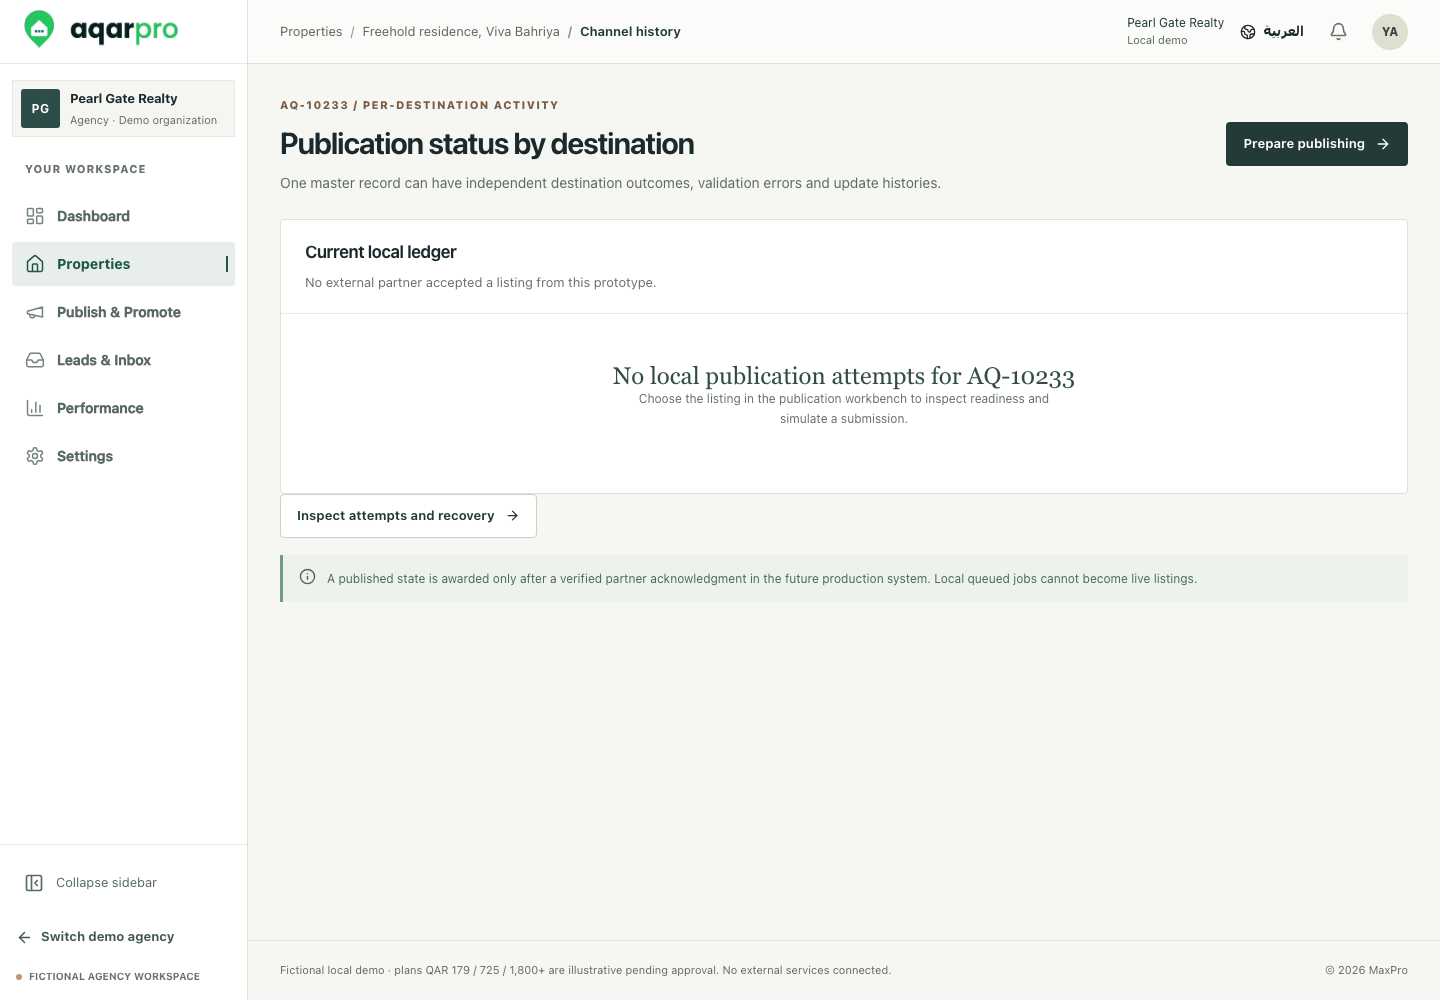 aqarpro
PG
Pearl Gate Realty
Agency · Demo organization
YOUR WORKSPACE
Dashboard
Properties
Publish & Promote
Leads & Inbox
Performance
Settings
Collapse sidebar
Switch demo agency
FICTIONAL AGENCY WORKSPACE
Properties / Freehold residence, Viva Bahriya / Channel history
Pearl Gate Realty
Local demo
العربية
YA
AQ-10233 / PER-DESTINATION ACTIVITY
Publication status by destination
One master record can have independent destination outcomes, validation errors and update histories.
Prepare publishing
Current local ledger
No external partner accepted a listing from this prototype.
No local publication attempts for AQ-10233
Choose the listing in the publication workbench to inspect readiness and
simulate a submission.
Inspect attempts and recovery
A published state is awarded only after a verified partner acknowledgment in the future production system. Local queued jobs cannot become live listings.
Fictional local demo · plans QAR 179 / 725 / 1,800+ are illustrative pending approval. No external services connected.
© 2026 MaxPro